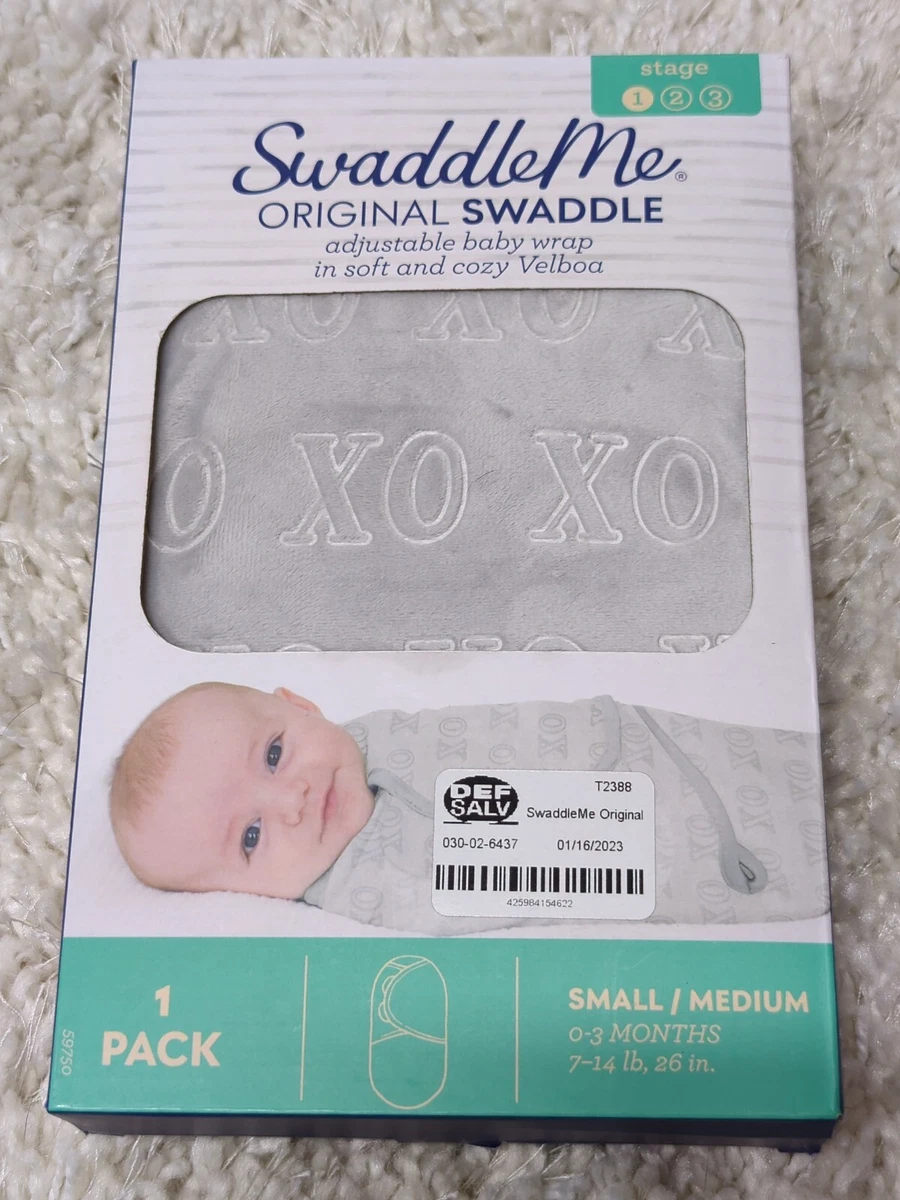 stage
1 2 3
SwaddleMe®
ORIGINAL SWADDLE
adjustable baby wrap
in soft and cozy Velboa
XO XO X
O XO XO
DEF
SALV
T2388
SwaddleMe Original
030-02-6437 01/16/2023
425984154622
1
PACK
SMALL / MEDIUM
0-3 MONTHS
7–14 lb, 26 in.
59750